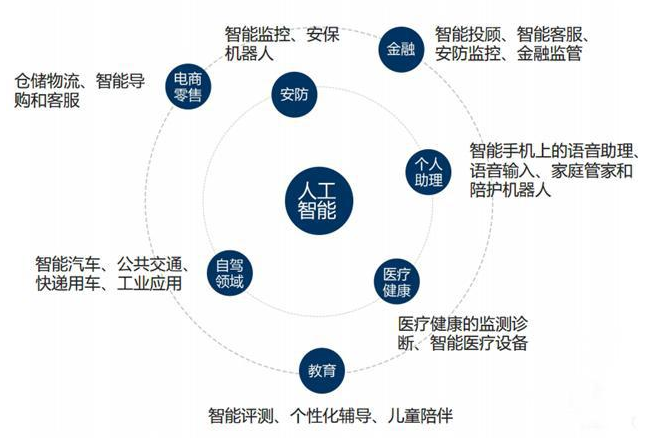 智能监控、安保
机器人
智能投顾、智能客服、
安防监控、金融监管
金融
仓储物流、智能导
购和客服
电商
零售
安防
智能手机上的语音助理、
语音输入、家庭管家和
陪护机器人
个人
助理
人工
智能
智能汽车、公共交通、
快递用车、工业应用
自驾
领域
医疗
健康
医疗健康的监测诊
断、智能医疗设备
教育
智能评测、个性化辅导、儿童陪伴